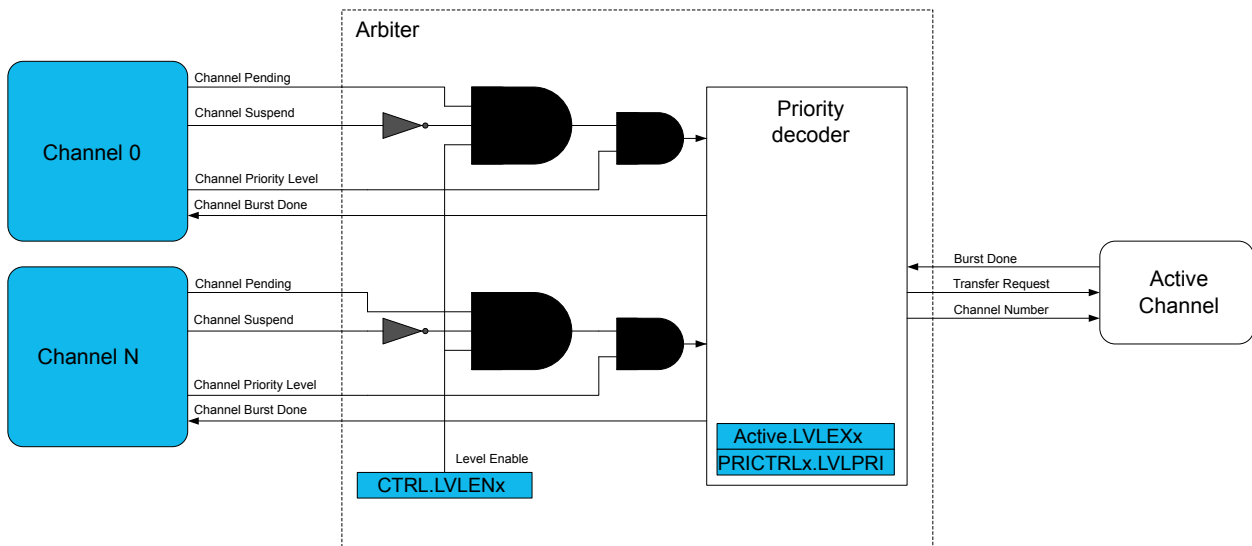 Arbiter
Channel Pending
Channel Suspend
Channel 0
Channel Priority Level
Channel Burst Done
Priority
decoder
Burst Done
Transfer Request
Channel Number
Active
Channel
Channel Pending
Channel Suspend
Channel N
Channel Priority Level
Channel Burst Done
Level Enable
CTRL.LVLENx
Active.LVLEXx
PRICTRLx.LVLPRI